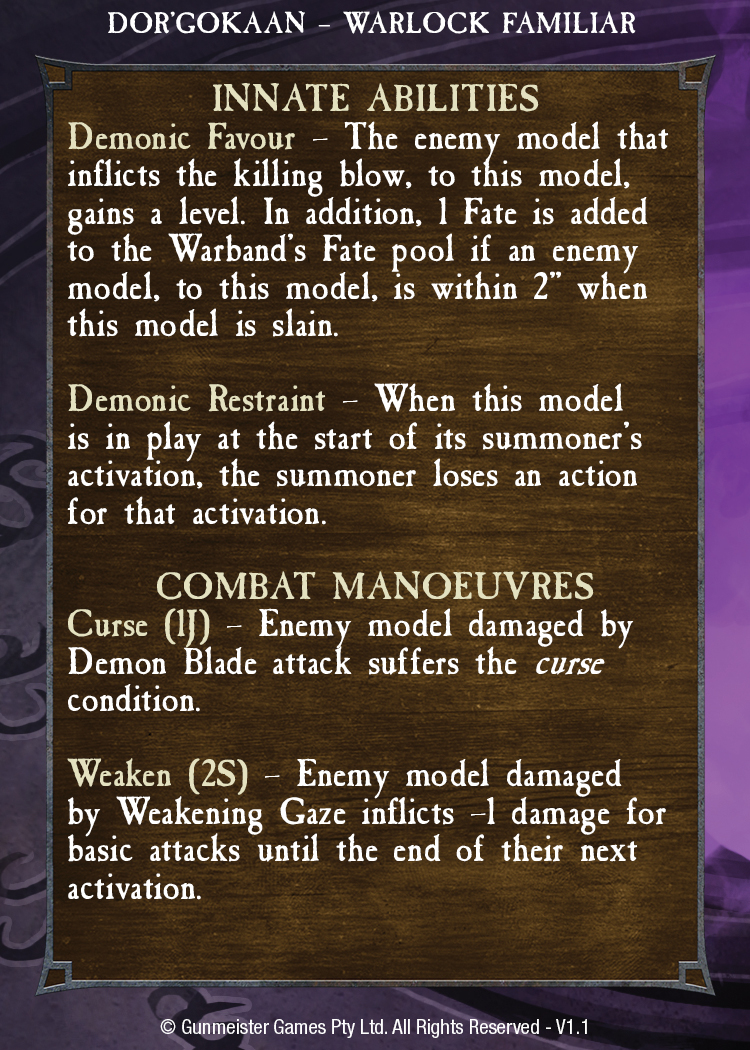 DOR'GOKAAN – WARLOCK FAMILIAR
INNATE ABILITIES
Demonic Favour – The enemy model that
inflicts the killing blow, to this model,
gains a level. In addition, 1 Fate is added
to the Warband's Fate pool if an enemy
model, to this model, is within 2" when
this model is slain.
Demonic Restraint – When this model
is in play at the start of its summoner's
activation, the summoner loses an action
for that activation.
COMBAT MANOEUVRES
Curse (1J) – Enemy model damaged by
Demon Blade attack suffers the curse
condition.
Weaken (2S) – Enemy model damaged
by Weakening Gaze inflicts –1 damage for
basic attacks until the end of their next
activation.
© Gunmeister Games Pty Ltd. All Rights Reserved - V1.1